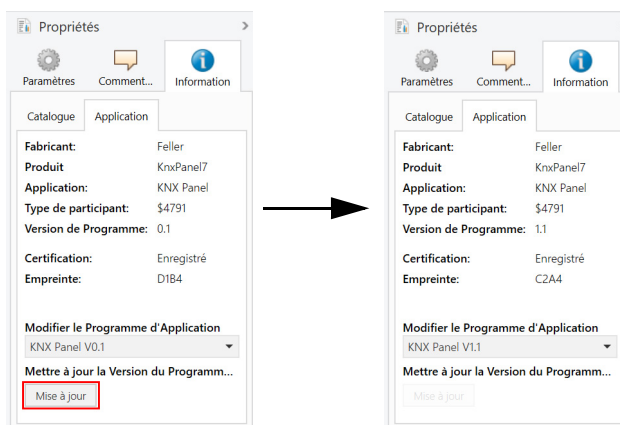 Propriétés
Paramètres Comment... Information
Catalogue Application
Fabricant: Feller
Produit KnxPanel7
Application: KNX Panel
Type de participant: $4791
Version de Programme: 0.1
Certification: Enregistré
Empreinte: D1B4
Modifier le Programme d'Application
KNX Panel V0.1
Mettre à jour la Version du Programm...
Mise à jour
Propriétés
Paramètres Comment... Information
Catalogue Application
Fabricant: Feller
Produit KnxPanel7
Application: KNX Panel
Type de participant: $4791
Version de Programme: 1.1
Certification: Enregistré
Empreinte: C2A4
Modifier le Programme d'Application
KNX Panel V1.1
Mettre à jour la Version du Programm...
Mise à jour